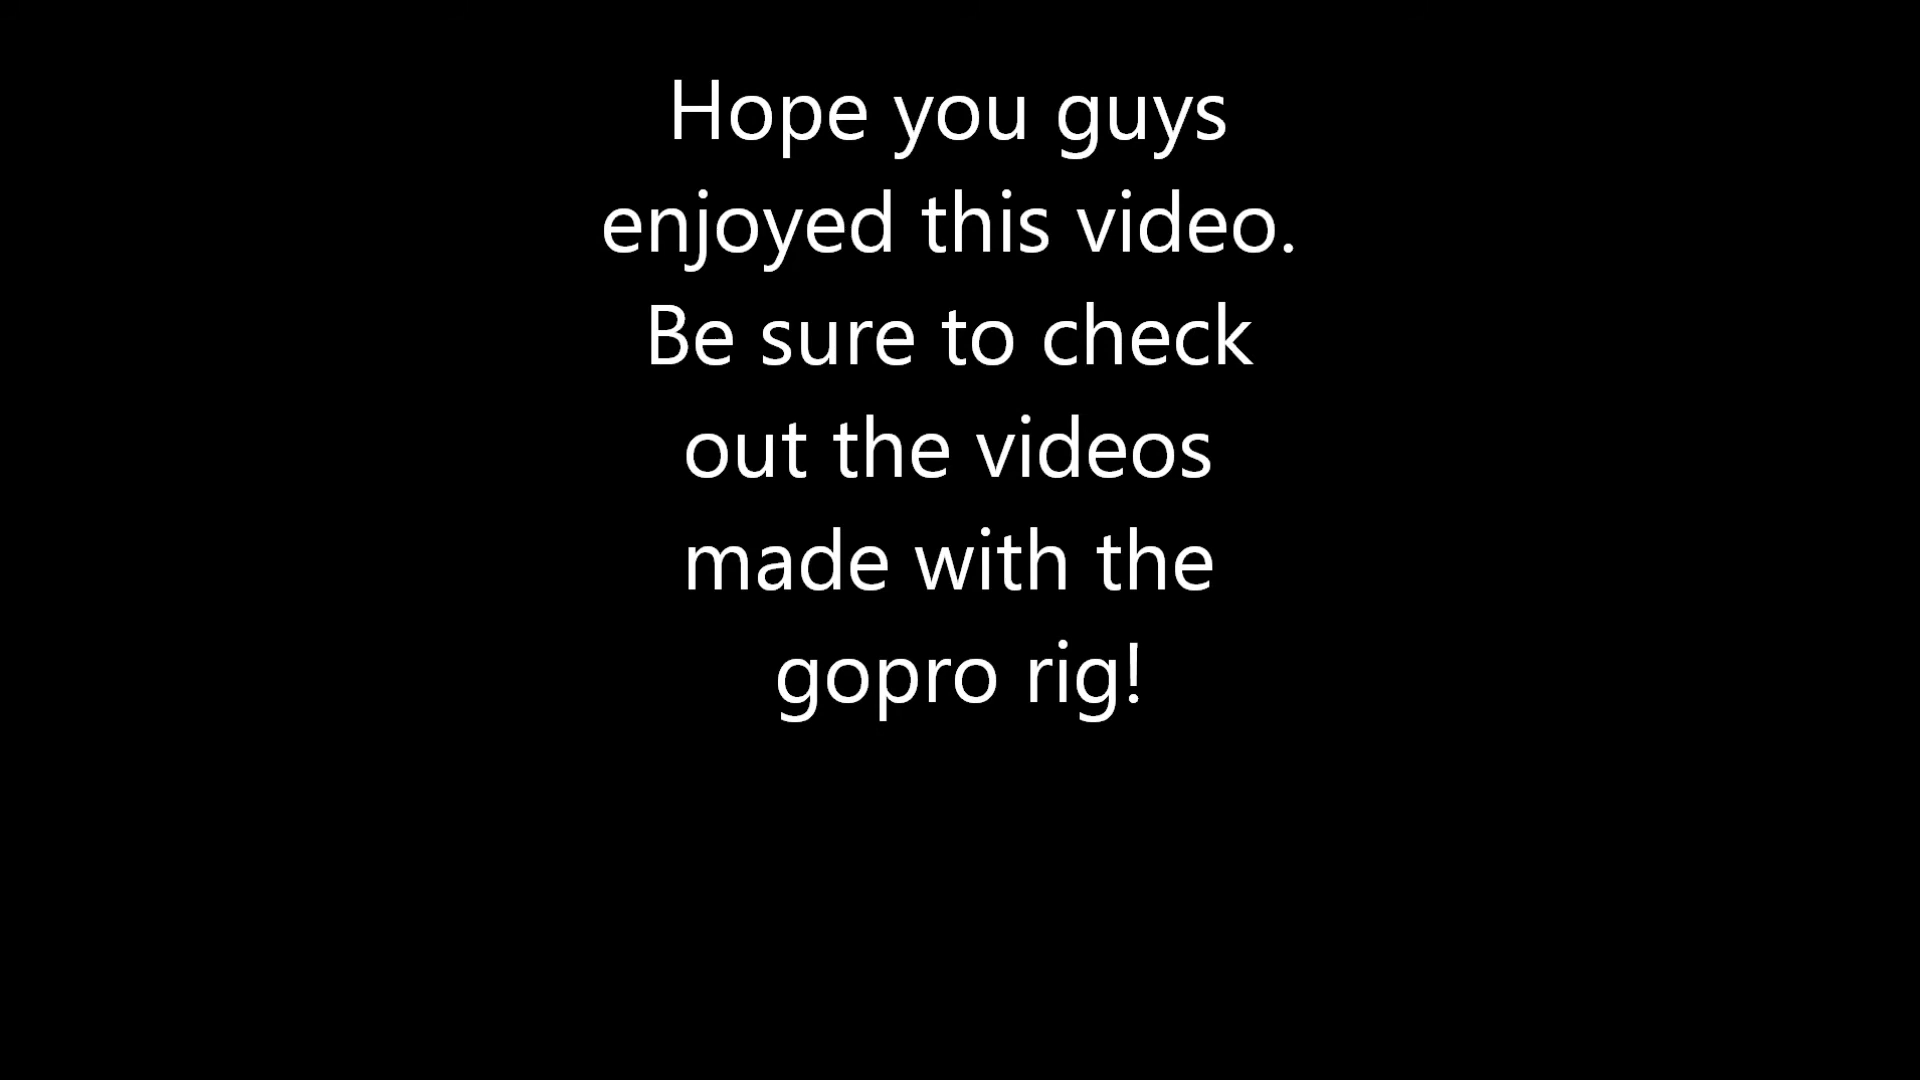 Hope you guys
enjoyed this video.
Be sure to check
out the videos
made with the
gopro rig!